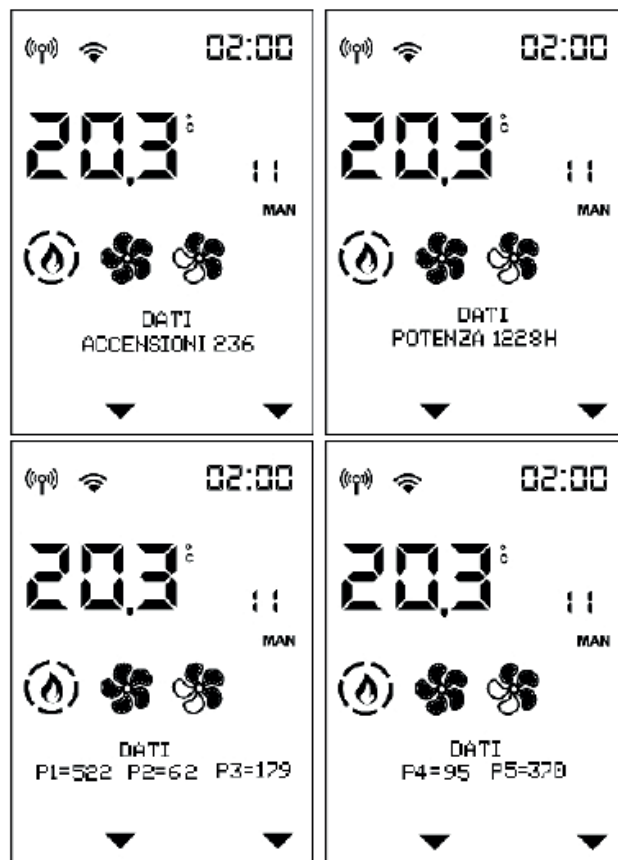 02:00
20,3°C
11
MAN
DATI
ACCENSIONI 236
02:00
20,3°C
11
MAN
DATI
POTENZA 1228H
02:00
20,3°C
11
MAN
DATI
P1=522 P2=62 P3=179
02:00
20,3°C
11
MAN
DATI
P4=95 P5=370